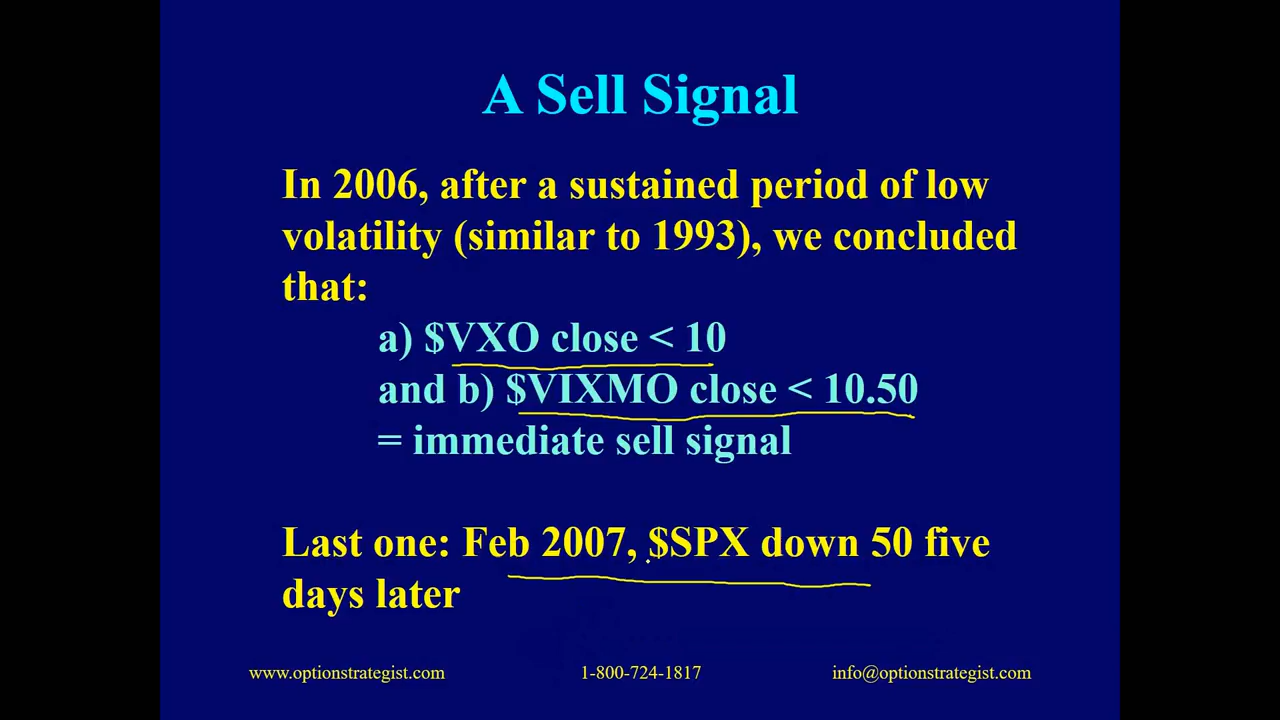 A Sell Signal
In 2006, after a sustained period of low
volatility (similar to 1993), we concluded
that:
a) $VXO close < 10
and b) $VIXMO close < 10.50
= immediate sell signal
Last one: Feb 2007, $SPX down 50 five
days later
www.optionstrategist.com 1-800-724-1817 info@optionstrategist.com